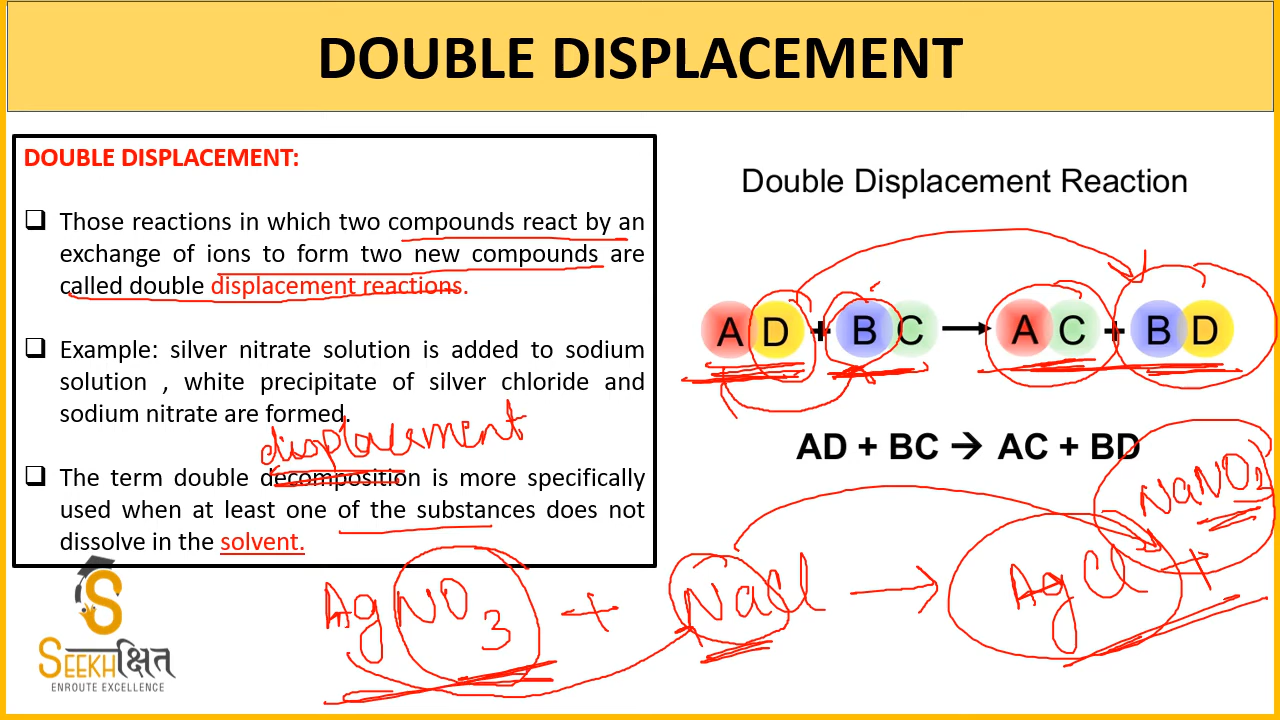 DOUBLE DISPLACEMENT
DOUBLE DISPLACEMENT:
❑ Those reactions in which two compounds react by an
exchange of ions to form two new compounds are
called double displacement reactions.
❑ Example: silver nitrate solution is added to sodium
solution , white precipitate of silver chloride and
sodium nitrate are formed.
displacement
❑ The term double decomposition is more specifically
used when at least one of the substances does not
dissolve in the solvent.
Double Displacement Reaction
A D + B C → A C + B D
AD + BC → AC + BD
AgNO3 + NaCl → AgCl +
NaNO3
SEEKHक्षित
ENROUTE EXCELLENCE